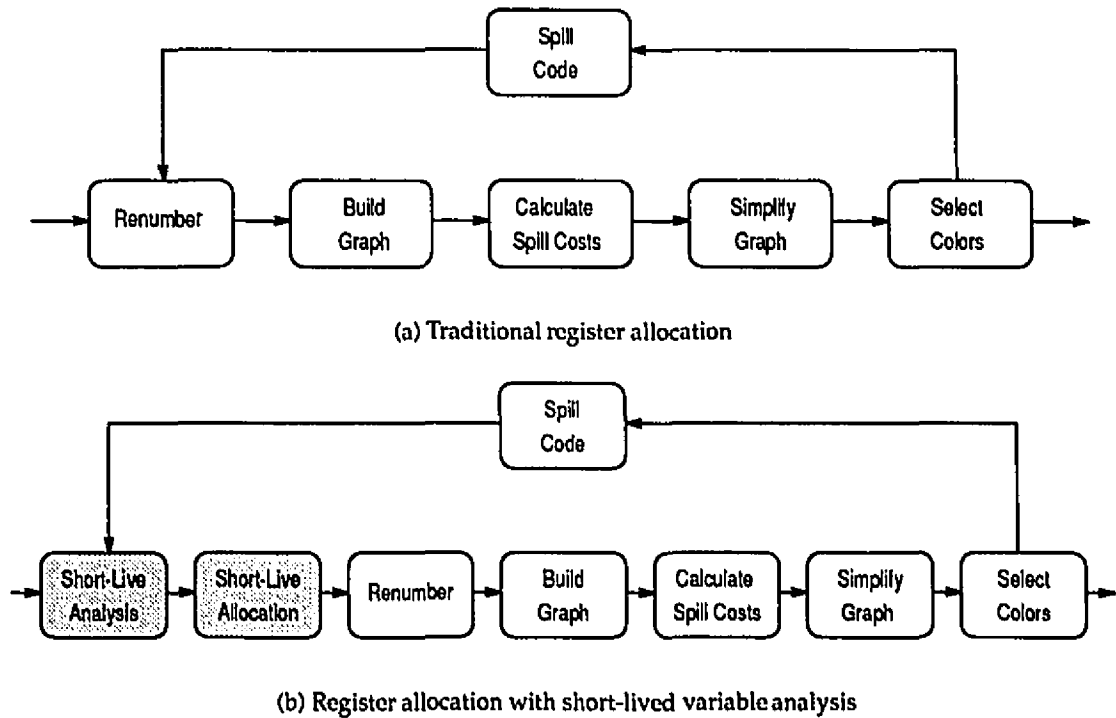 Spill
Code
Renumber
Build
Graph
Calculate
Spill Costs
Simplify
Graph
Select
Colors
(a) Traditional register allocation
Spill
Code
Short-Live
Analysis
Short-Live
Allocation
Renumber
Build
Graph
Calculate
Spill Costs
Simplify
Graph
Select
Colors
(b) Register allocation with short-lived variable analysis